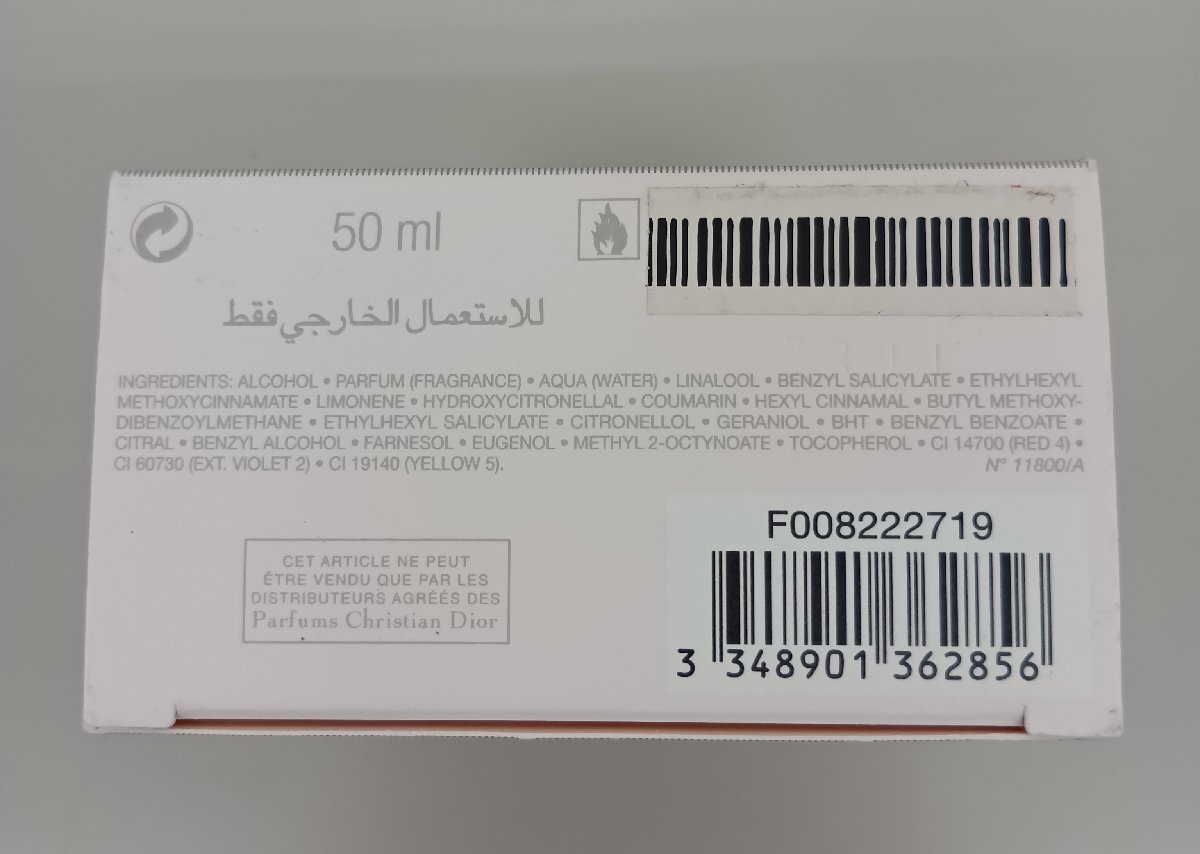 50 ml
للاستعمال الخارجي فقط
INGREDIENTS: ALCOHOL • PARFUM (FRAGRANCE) • AQUA (WATER) • LINALOOL • BENZYL SALICYLATE • ETHYLHEXYL
METHOXYCINNAMATE • LIMONENE • HYDROXYCITRONELLAL • COUMARIN • HEXYL CINNAMAL • BUTYL METHOXY-
DIBENZOYLMETHANE • ETHYLHEXYL SALICYLATE • CITRONELLOL • GERANIOL • BHT • BENZYL BENZOATE •
CITRAL • BENZYL ALCOHOL • FARNESOL • EUGENOL • METHYL 2-OCTYNOATE • TOCOPHEROL • CI 14700 (RED 4) •
CI 60730 (EXT. VIOLET 2) • CI 19140 (YELLOW 5).
N° 11800/A
CET ARTICLE NE PEUT
ÊTRE VENDU QUE PAR LES
DISTRIBUTEURS AGRÉÉS DES
Parfums Christian Dior
F008222719
3 348901 362856